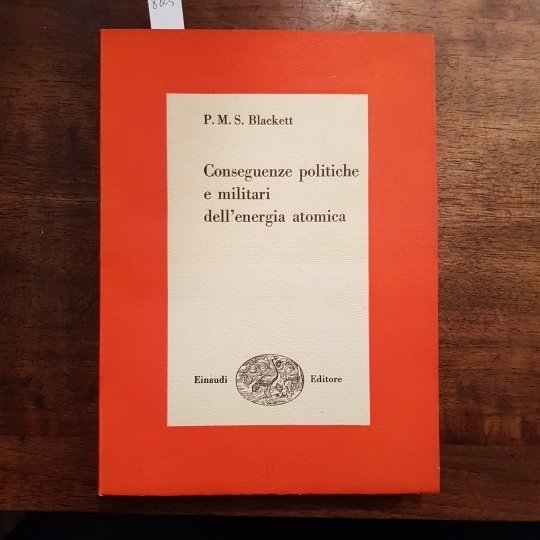 P. M. S. Blackett
Conseguenze politiche
e militari
dell'energia atomica
Einaudi Editore